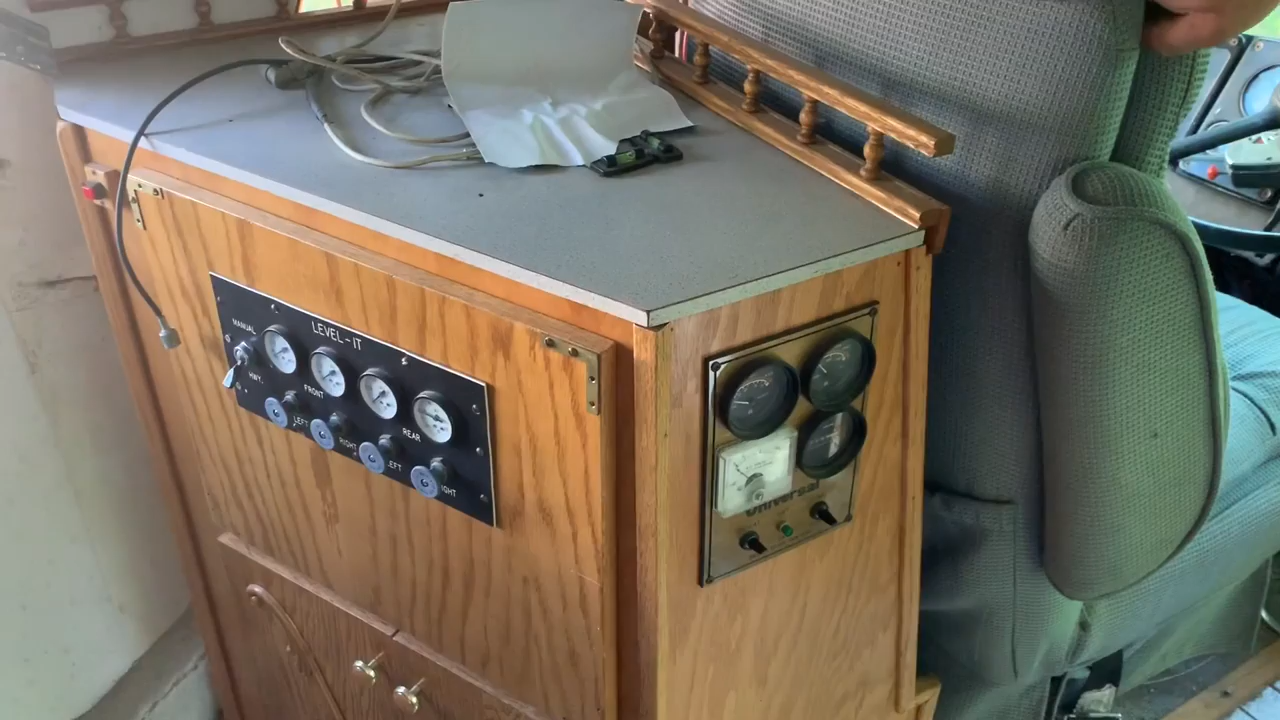 LEVEL-IT
MANUAL
HWY.
FRONT
LEFT
RIGHT
REAR
LEFT
IGHT
Universal